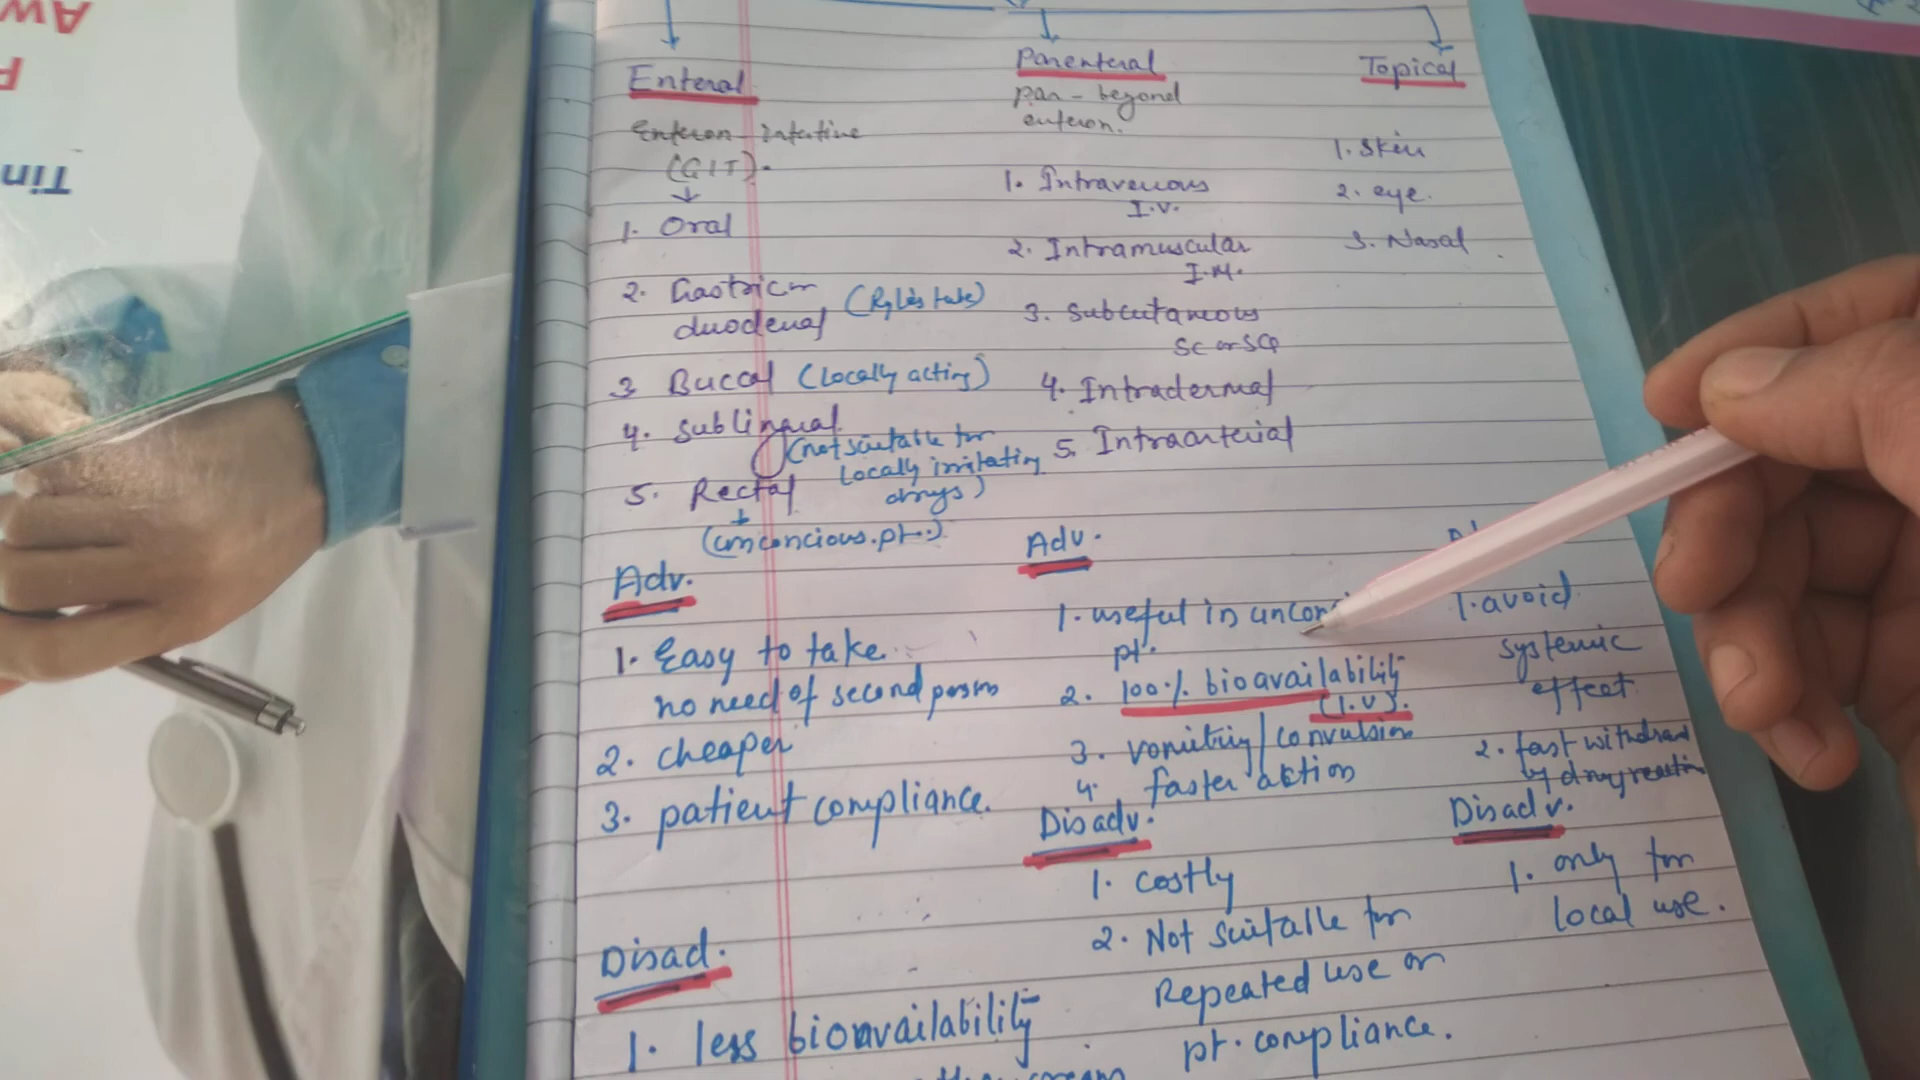 Enteral
Enteron - intestine
(GIT).
1. Oral
2. Gastric or
duodenal
3 Buccal (locally acting)
4. Sublingual
(not suitable for
locally irritating
drugs)
5. Rectal
(unconcious.pt.)
Adv.
1. Easy to take
no need of second person
2. cheaper
3. patient compliance.
Disad.
1. less bioavailability
Parenteral
par - beyond
enteron.
1. Intravenous
I.V.
2. Intramuscular
I.M.
3. Subcutaneous
SC or SQ
4. Intradermal
5. Intraarterial
Adv.
1. useful in
pt.
2. 100% bioavailability
(I.V).
3. vomiting/convulsion
4. faster aktion
Disadv.
1. costly
2. Not suitable for
Repeated use or
pt. compliance.
Topical
1. Skin
2. eye.
3. Nasal
1. avoid
systemic
effect
2. fast withdrawl
Disadv.
1. only for
local use.
Aw
Tin